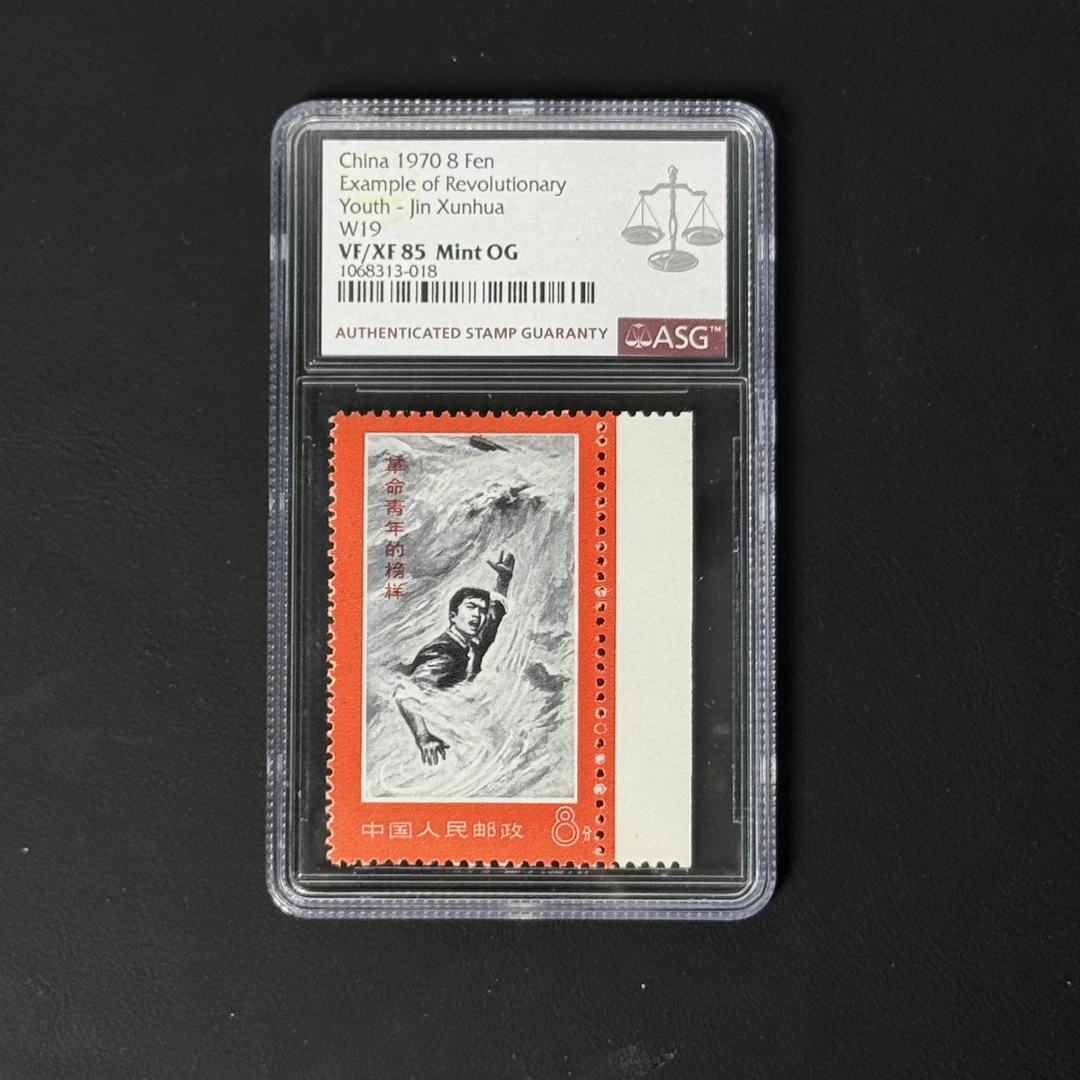 China 1970 8 Fen
Example of Revolutionary
Youth - Jin Xunhua
W19
VF/XF 85 Mint OG
1068313-018
AUTHENTICATED STAMP GUARANTY
ASG™
革命青年的榜样
中国人民邮政 8分